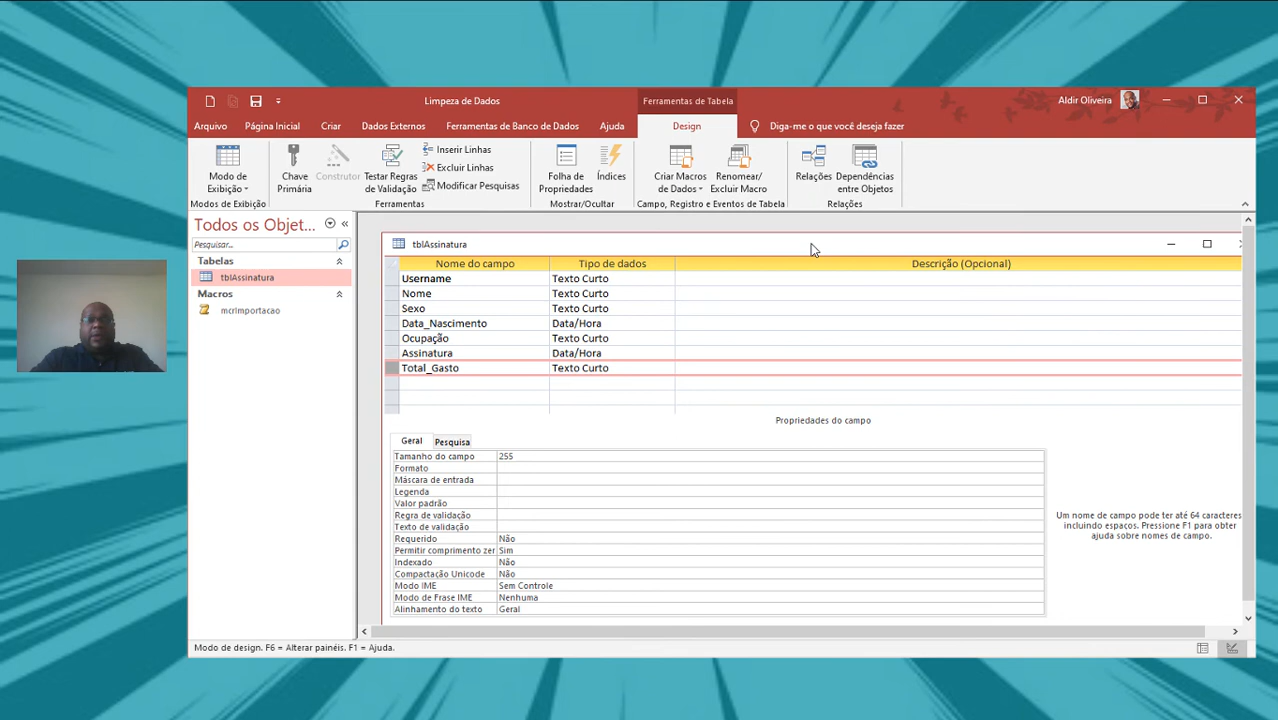 Limpeza de Dados
Ferramentas de Tabela
Aldir Oliveira
Arquivo
Página Inicial
Criar
Dados Externos
Ferramentas de Banco de Dados
Ajuda
Design
Diga-me o que você deseja fazer
Modo de Exibição
Chave Primária
Construtor
Testar Regras de Validação
Inserir Linhas
Excluir Linhas
Modificar Pesquisas
Folha de Propriedades
Índices
Criar Macros de Dados
Renomear/ Excluir Macro
Relações
Dependências entre Objetos
Modos de Exibição
Ferramentas
Mostrar/Ocultar
Campo, Registro e Eventos de Tabela
Relações
Todos os Objet...
Pesquisar...
Tabelas
tblAssinatura
Macros
mcrImportacao
tblAssinatura
Nome do campo Tipo de dados Descrição (Opcional)
Username Texto Curto
Nome Texto Curto
Sexo Texto Curto
Data_Nascimento Data/Hora
Ocupação Texto Curto
Assinatura Data/Hora
Total_Gasto Texto Curto
Propriedades do campo
Geral Pesquisa
Tamanho do campo 255
Formato
Máscara de entrada
Legenda
Valor padrão
Regra de validação
Texto de validação
Requerido Não
Permitir comprimento zer Sim
Indexado Não
Compactação Unicode Não
Modo IME Sem Controle
Modo de Frase IME Nenhuma
Alinhamento do texto Geral
Um nome de campo pode ter até 64 caracteres
incluindo espaços. Pressione F1 para obter
ajuda sobre nomes de campo.
Modo de design. F6 = Alterar painéis. F1 = Ajuda.